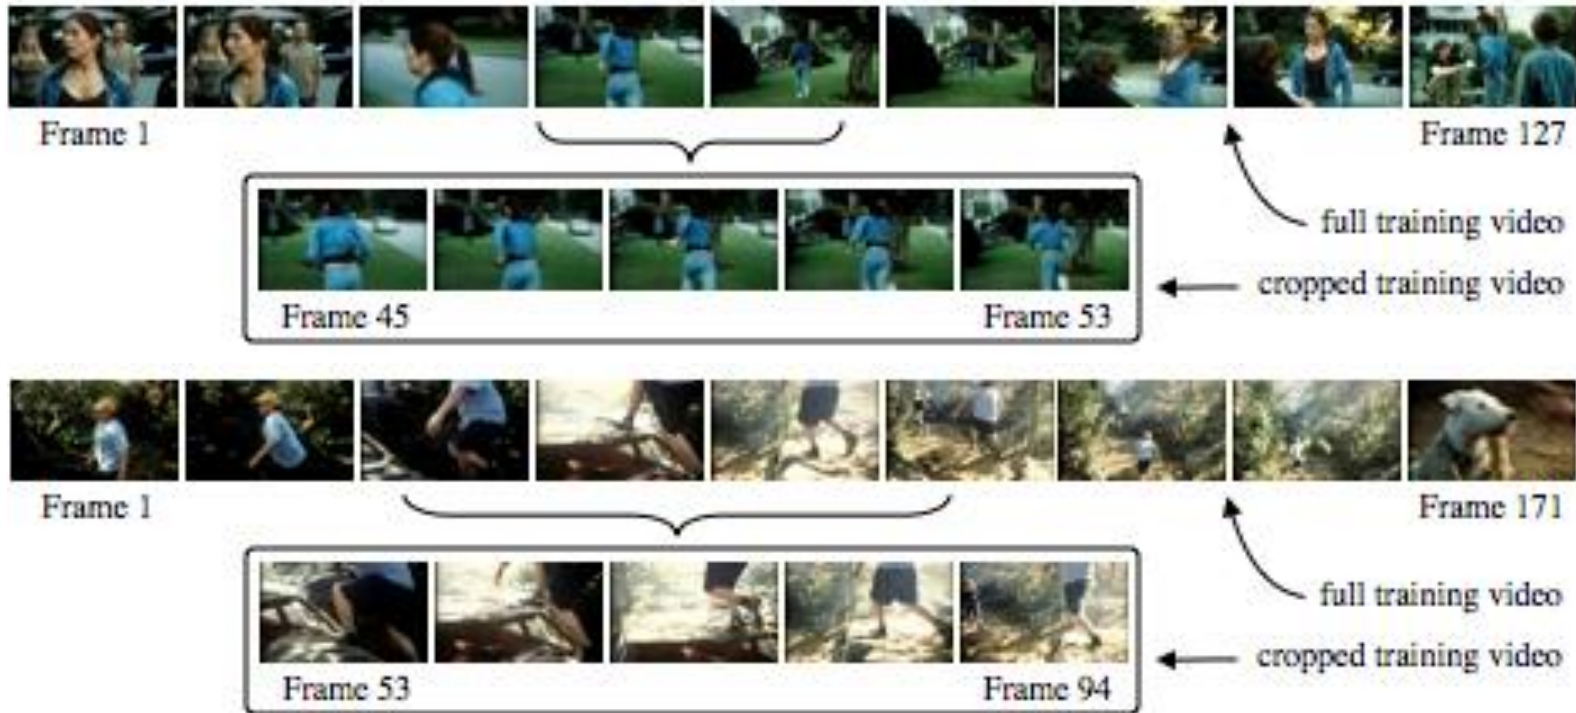 Frame 1
Frame 127
full training video
cropped training video
Frame 45
Frame 53
Frame 1
Frame 171
full training video
cropped training video
Frame 53
Frame 94